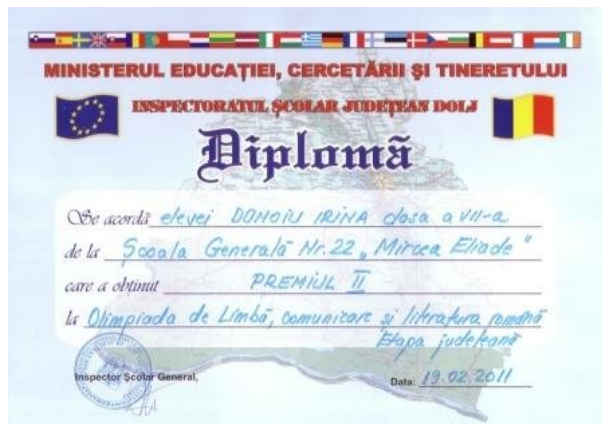 MINISTERUL EDUCAȚIEI, CERCETĂRII ȘI TINERETULUI
INSPECTORATUL ȘCOLAR JUDEȚEAN DOLJ
Diplomă
Se acordă elevei DOMOIU IRINA clasa a VII-a
de la Școala Generală Nr. 22 „Mircea Eliade"
care a obținut PREMIUL II
la Olimpiada de Limbă, comunicare și literatura română
Etapa județeană
Inspector Școlar General,
Data: 19.02.2011